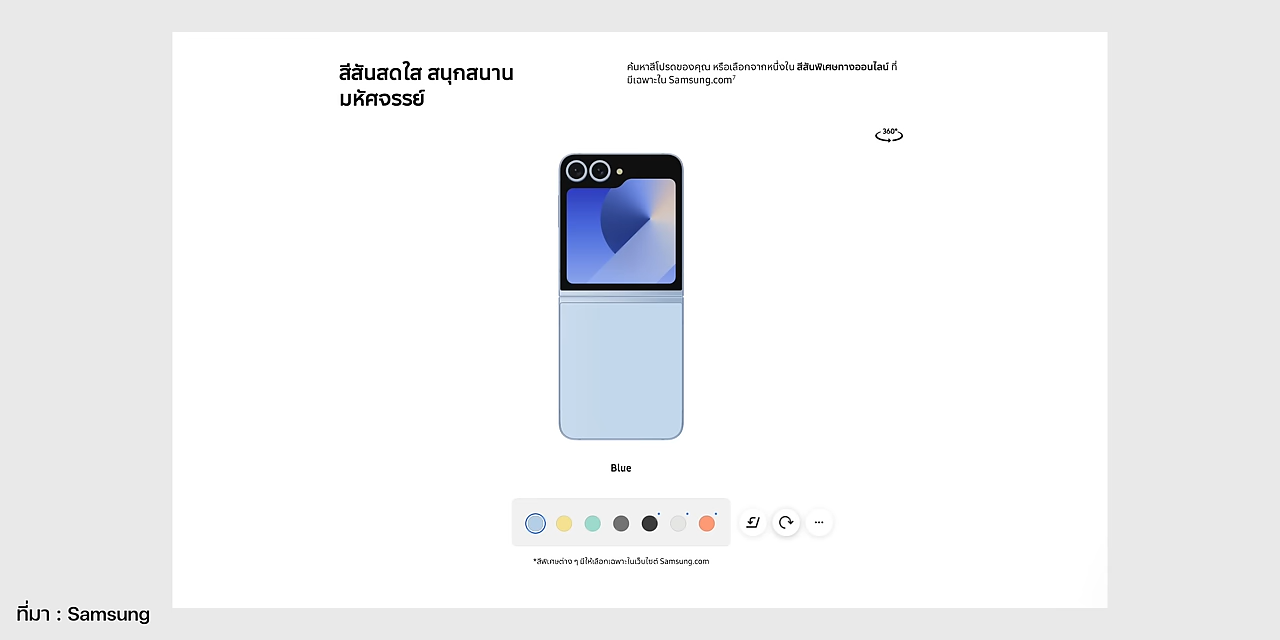 สีสันสดใส สนุกสนาน
มหัศจรรย์
ค้นหาสีโปรดของคุณ หรือเลือกจากหนึ่งใน สีสันพิเศษทางออนไลน์ ที่
มีเฉพาะใน Samsung.com⁷
360°
Blue
*สีพิเศษต่าง ๆ มีให้เลือกเฉพาะในเว็บไซต์ Samsung.com
ที่มา : Samsung